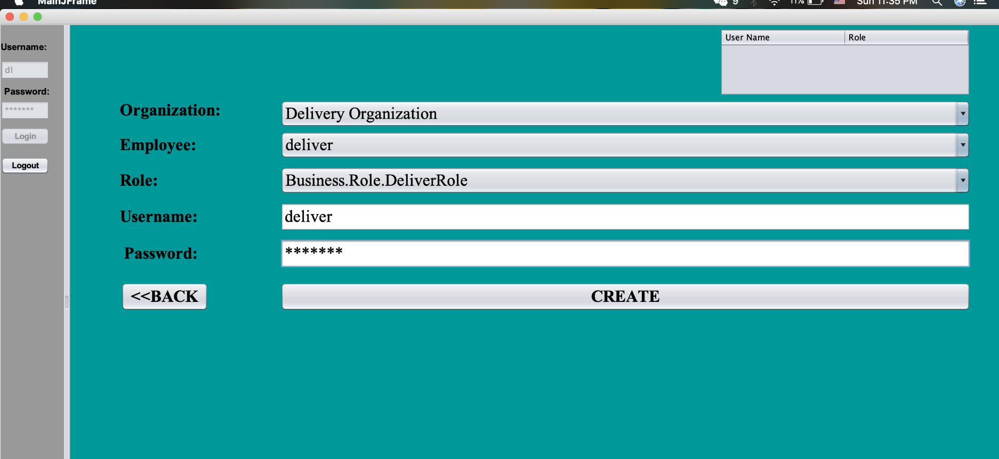 MainJFrame 9 11% Sun 11:35 PM
Username:
dl
Password:
*******
Login
Logout
User Name Role
Organization: Delivery Organization
Employee: deliver
Role: Business.Role.DeliverRole
Username: deliver
Password: *******
<<BACK CREATE